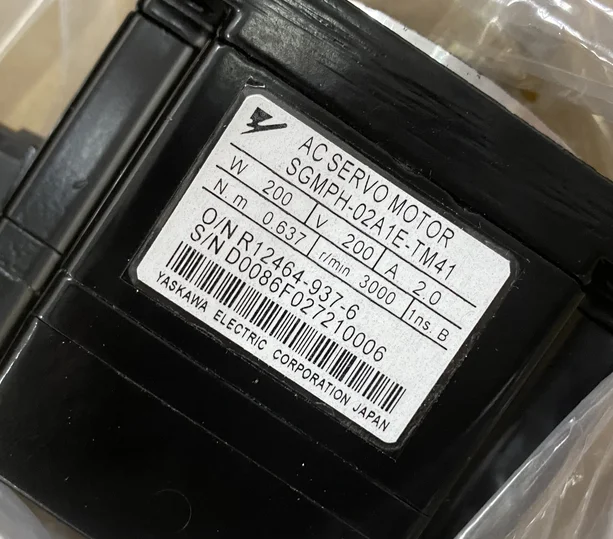 AC SERVO MOTOR
SGMPH-02A1E-TM41
W 200 V 200 A 2.0
N.m 0.637 r/min 3000 Ins. B
O/N R12464-937-6
S/N D0086F027210006
YASKAWA ELECTRIC CORPORATION JAPAN